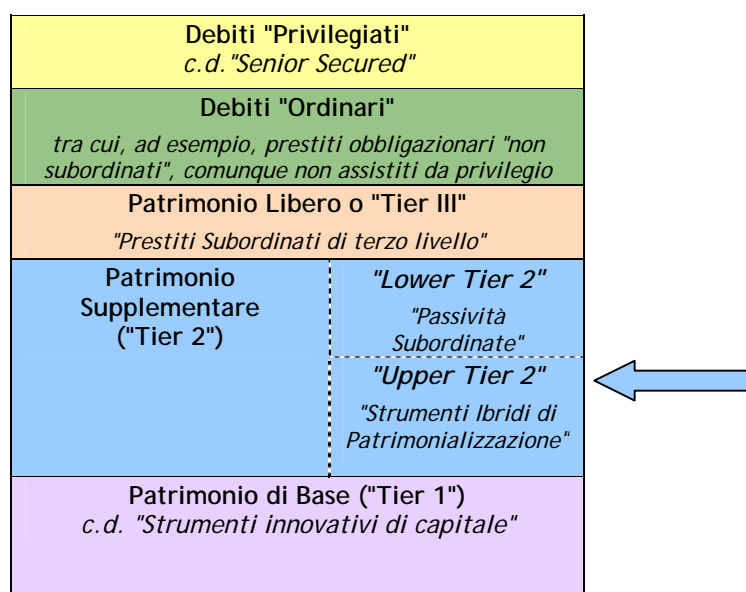 Debiti "Privilegiati"
c.d."Senior Secured"
Debiti "Ordinari"
tra cui, ad esempio, prestiti obbligazionari "non
subordinati", comunque non assistiti da privilegio
Patrimonio Libero o "Tier III"
"Prestiti Subordinati di terzo livello"
Patrimonio
Supplementare
("Tier 2")
"Lower Tier 2"
"Passività
Subordinate"
"Upper Tier 2"
"Strumenti Ibridi di
Patrimonializzazione"
Patrimonio di Base ("Tier 1")
c.d. "Strumenti innovativi di capitale"